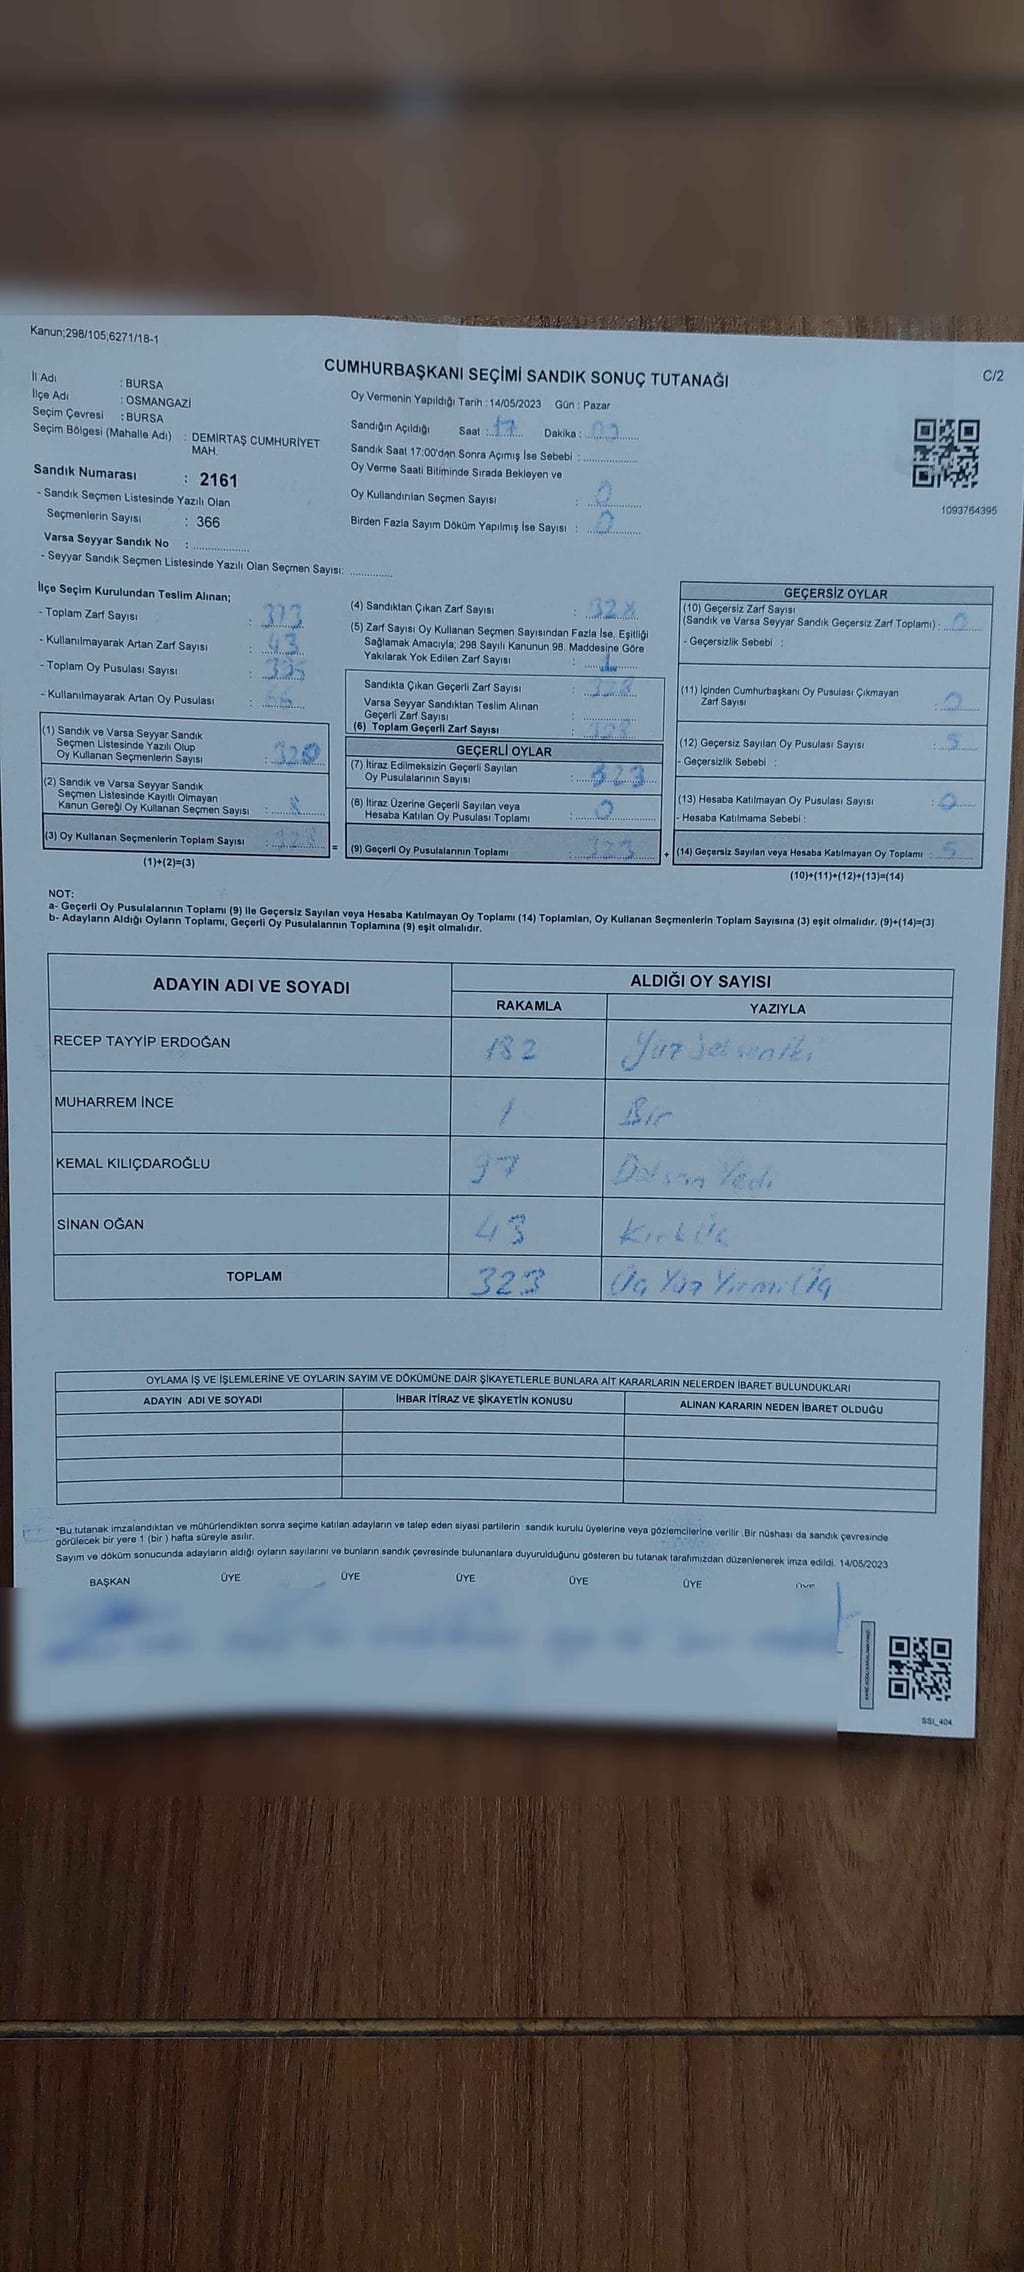 Kanun;298/105;6271/18-1
CUMHURBAŞKANI SEÇİMİ SANDIK SONUÇ TUTANAĞI
C/2
İl Adı : BURSA
İlçe Adı : OSMANGAZİ
Seçim Çevresi : BURSA
Seçim Bölgesi (Mahalle Adı) : DEMİRTAŞ CUMHURİYET
MAH.
Sandık Numarası : 2161
- Sandık Seçmen Listesinde Yazılı Olan
Seçmenlerin Sayısı : 366
Varsa Seyyar Sandık No : ..................
- Seyyar Sandık Seçmen Listesinde Yazılı Olan Seçmen Sayısı: .............
Oy Vermenin Yapıldığı Tarih : 14/05/2023 Gün : Pazar
Sandığın Açıldığı Saat : 17 Dakika :
Sandık Saat 17:00'den Sonra Açımış İse Sebebi : ................
Oy Verme Saati Bitiminde Sırada Bekleyen ve
Oy Kullandırılan Seçmen Sayısı : 0
Birden Fazla Sayım Döküm Yapılmış İse Sayısı : 0
1093764395
İlçe Seçim Kurulundan Teslim Alınan;
- Toplam Zarf Sayısı : 373
- Kullanılmayarak Artan Zarf Sayısı : 43
- Toplam Oy Pusulası Sayısı :
- Kullanılmayarak Artan Oy Pusulası :
(1) Sandık ve Varsa Seyyar Sandık
Seçmen Listesinde Yazılı Olup
Oy Kullanan Seçmenlerin Sayısı : 320
(2) Sandık ve Varsa Seyyar Sandık
Seçmen Listesinde Kayıtlı Olmayan
Kanun Gereği Oy Kullanan Seçmen Sayısı : 8
(3) Oy Kullanan Seçmenlerin Toplam Sayısı : 328
(1)+(2)=(3)
(4) Sandıktan Çıkan Zarf Sayısı : 328
(5) Zarf Sayısı Oy Kullanan Seçmen Sayısından Fazla İse, Eşitliği
Sağlamak Amacıyla; 298 Sayılı Kanunun 98. Maddesine Göre
Yakılarak Yok Edilen Zarf Sayısı :
Sandıkta Çıkan Geçerli Zarf Sayısı : 328
Varsa Seyyar Sandıktan Teslim Alınan
Geçerli Zarf Sayısı : ................
(6) Toplam Geçerli Zarf Sayısı : 328
GEÇERLİ OYLAR
(7) İtiraz Edilmeksizin Geçerli Sayılan
Oy Pusulalarının Sayısı : 323
(8) İtiraz Üzerine Geçerli Sayılan veya
Hesaba Katılan Oy Pusulası Toplamı : 0
= (9) Geçerli Oy Pusulalarının Toplamı : 323 +
GEÇERSİZ OYLAR
(10) Geçersiz Zarf Sayısı
(Sandık ve Varsa Seyyar Sandık Geçersiz Zarf Toplamı) : 0
- Geçersizlik Sebebi :
(11) İçinden Cumhurbaşkanı Oy Pusulası Çıkmayan
Zarf Sayısı : 0
(12) Geçersiz Sayılan Oy Pusulası Sayısı : 5
- Geçersizlik Sebebi :
(13) Hesaba Katılmayan Oy Pusulası Sayısı : 0
- Hesaba Katılmama Sebebi :
(14) Geçersiz Sayılan veya Hesaba Katılmayan Oy Toplamı : 5
(10)+(11)+(12)+(13)=(14)
NOT:
a- Geçerli Oy Pusulalarının Toplamı (9) ile Geçersiz Sayılan veya Hesaba Katılmayan Oy Toplamı (14) Toplamları, Oy Kullanan Seçmenlerin Toplam Sayısına (3) eşit olmalıdır. (9)+(14)=(3)
b- Adayların Aldığı Oyların Toplamı, Geçerli Oy Pusulalarının Toplamına (9) eşit olmalıdır.
ADAYIN ADI VE SOYADI ALDIĞI OY SAYISI
RAKAMLA YAZIYLA
RECEP TAYYİP ERDOĞAN 182 Yüz Seksen İki
MUHARREM İNCE 1 Bir
KEMAL KILIÇDAROĞLU 97 Doksan Yedi
SİNAN OĞAN 43 Kırk Üç
TOPLAM 323 Üç Yüz Yirmi Üç
OYLAMA İŞ VE İŞLEMLERİNE VE OYLARIN SAYIM VE DÖKÜMÜNE DAİR ŞİKAYETLERLE BUNLARA AİT KARARLARIN NELERDEN İBARET BULUNDUKLARI
ADAYIN ADI VE SOYADI İHBAR İTİRAZ VE ŞİKAYETİN KONUSU ALINAN KARARIN NEDEN İBARET OLDUĞU
*Bu tutanak imzalandıktan ve mühürlendikten sonra seçime katılan adayların ve talep eden siyasi partilerin sandık kurulu üyelerine veya gözlemcilerine verilir .Bir nüshası da sandık çevresinde
görülecek bir yere 1 (bir ) hafta süreyle asılır.
Sayım ve döküm sonucunda adayların aldığı oyların sayılarını ve bunların sandık çevresinde bulunanlara duyurulduğunu gösteren bu tutanak tarafımızdan düzenlenerek imza edildi. 14/05/2023
BAŞKAN ÜYE ÜYE ÜYE ÜYE ÜYE ÜYE
SSI_404